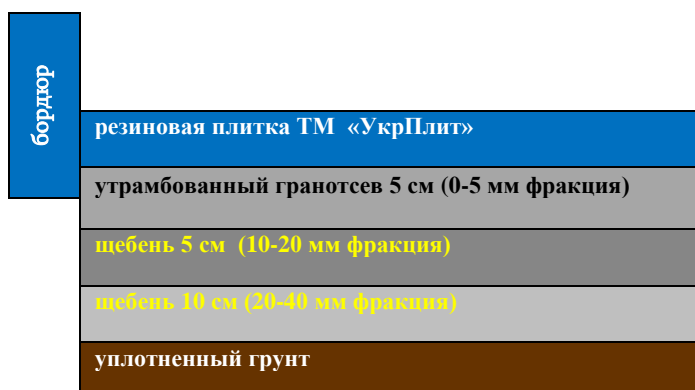 бордюр
резиновая плитка ТМ «УкрПлит»
утрамбованный гранотсев 5 см (0-5 мм фракция)
щебень 5 см (10-20 мм фракция)
щебень 10 см (20-40 мм фракция)
уплотненный грунт